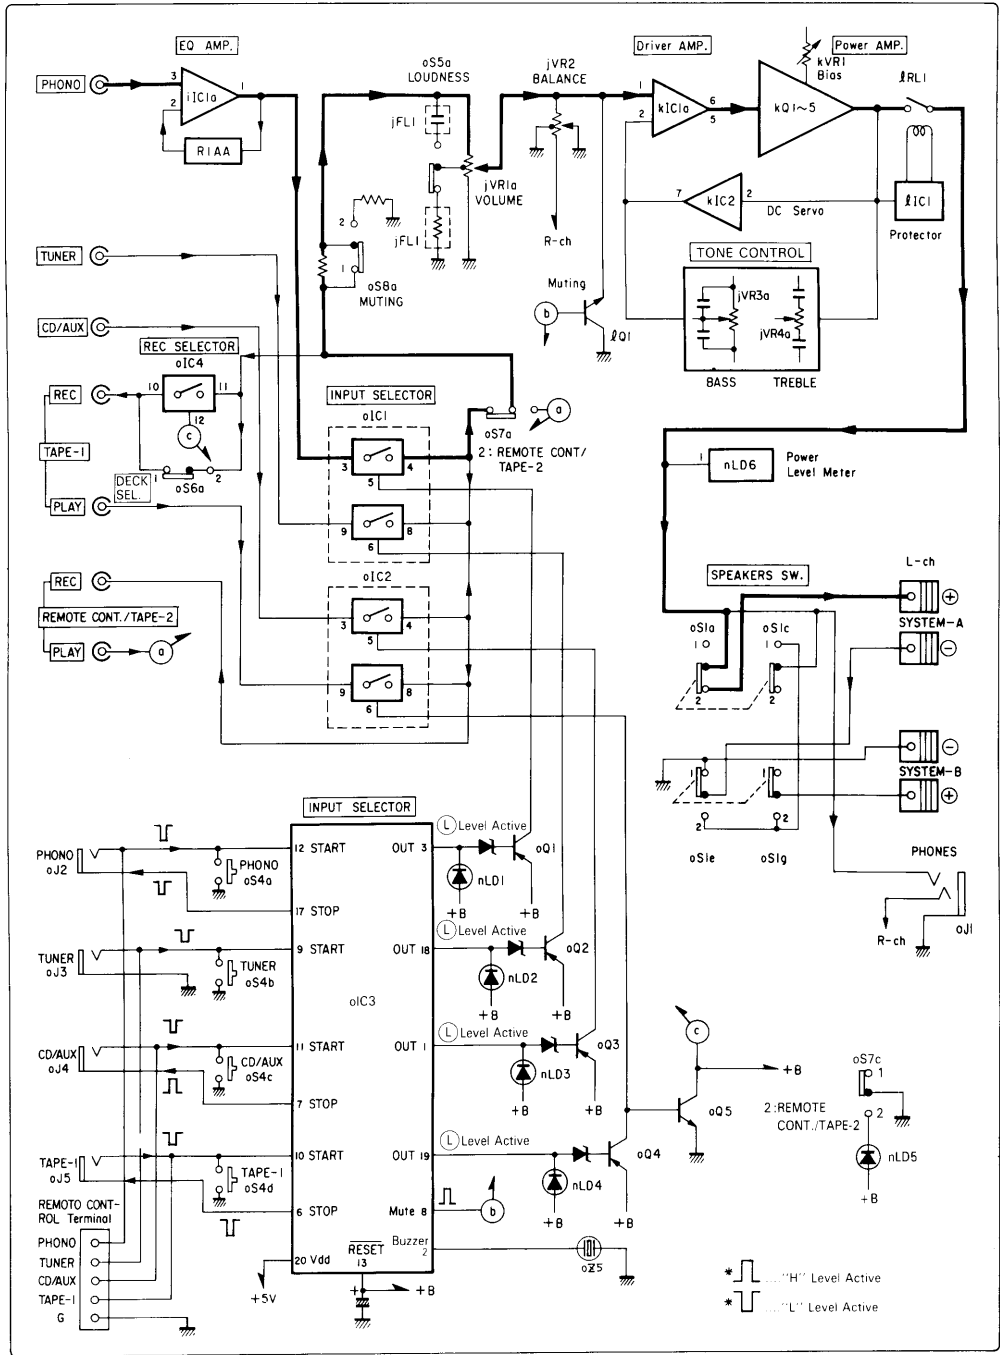 EQ AMP.
PHONO
3
1
iIC1a
2
RIAA
oS5a
LOUDNESS
jFL1
jVR1a
VOLUME
jFL1
2
1
oS8a
MUTING
jVR2
BALANCE
R-ch
Muting
b
lQ1
Driver AMP.
kVR1
Bias
Power AMP.
lRL1
1
kIC1a
6
2
5
kQ1~5
7
kIC2
2
DC Servo
lIC1
Protector
TONE CONTROL
jVR3a
jVR4a
BASS TREBLE
TUNER
CD/AUX
REC SELECTOR
oIC4
REC
10
11
12
c
TAPE-1
1
2
DECK
SEL.
oS6a
PLAY
REC
REMOTE CONT./TAPE-2
PLAY
a
INPUT SELECTOR
oIC1
3
4
5
9
8
6
oIC2
3
4
5
9
8
6
a
oS7a
2: REMOTE CONT/
TAPE-2
1
nLD6
Power
Level Meter
SPEAKERS SW.
L-ch
+
SYSTEM-A
−
oS1a
oS1c
1
1
2
2
−
SYSTEM-B
+
1
1
2
2
oS1e
oS1g
PHONES
R-ch
oJ1
INPUT SELECTOR
PHONO
oJ2
PHONO
oS4a
12 START
17 STOP
TUNER
oJ3
TUNER
oS4b
9 START
CD/AUX
oJ4
CD/AUX
oS4c
11 START
7 STOP
TAPE-1
oJ5
TAPE-1
oS4d
10 START
6 STOP
oIC3
OUT 3
OUT 18
OUT 1
OUT 19
Mute 8
Buzzer
2
RESET
13
20 Vdd
+5V
+
+B
REMOTO CONT-
ROL Terminal
PHONO
TUNER
CD/AUX
TAPE-1
G
L Level Active
oQ1
nLD1
+B +B
L Level Active
oQ2
nLD2
+B +B
L Level Active
oQ3
nLD3
+B +B
L Level Active
oQ4
nLD4
+B +B
b
oZ5
c
+B
oQ5
oS7c
1
2:REMOTE
CONT./TAPE-2
2
nLD5
+B
* ...."H" Level Active
* ...."L" Level Active